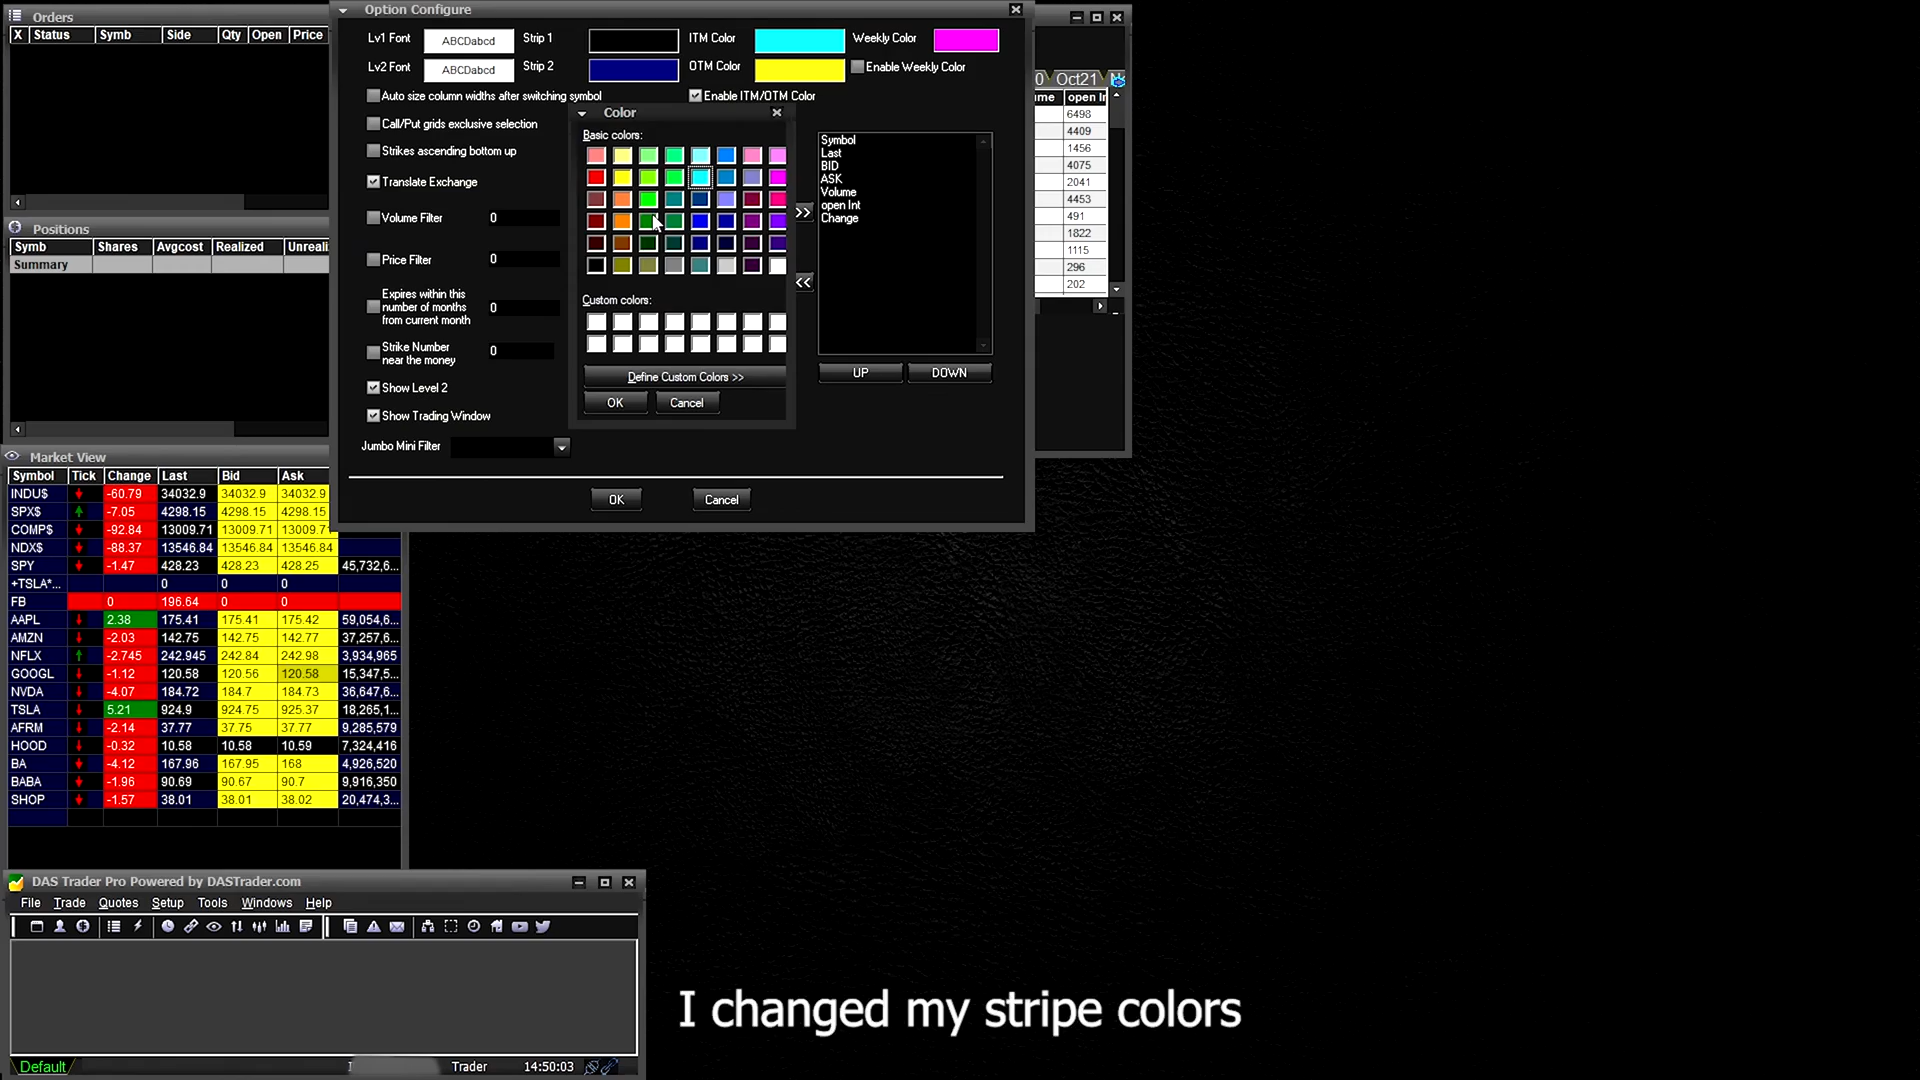 Orders
X Status Symb Side Qty Open Price
Positions
Symb Shares Avgcost Realized Unreali
Summary
Option Configure
Lv1 Font ABCDabcd Strip 1 ITM Color Weekly Color
Lv2 Font ABCDabcd Strip 2 OTM Color Enable Weekly Color
Auto size column widths after switching symbol Enable ITM/OTM Color
Call/Put grids exclusive selection
Strikes ascending bottom up
Translate Exchange
Volume Filter 0
Price Filter 0
Expires within this
number of months 0
from current month
Strike Number 0
near the money
Show Level 2
Show Trading Window
Jumbo Mini Filter
OK Cancel
Color
Basic colors:
Custom colors:
Define Custom Colors >>
OK Cancel
>>
<<
Symbol
Last
BID
ASK
Volume
open Int
Change
UP DOWN
0 Oct21 N
ume open In
6498
4409
1456
4075
2041
4453
491
1822
1115
296
202
Market View
Symbol Tick Change Last Bid Ask
INDU$ -60.79 34032.9 34032.9 34032.9
SPX$ -7.05 4298.15 4298.15 4298.15
COMP$ -92.84 13009.71 13009.71 13009.71
NDX$ -88.37 13546.84 13546.84 13546.84
SPY -1.47 428.23 428.23 428.25 45,732,6...
+TSLA*... 0 0 0
FB 0 196.64 0 0
AAPL 2.38 175.41 175.41 175.42 59,054,6...
AMZN -2.03 142.75 142.75 142.77 37,257,6...
NFLX -2.745 242.945 242.84 242.98 3,934,965
GOOGL -1.12 120.58 120.56 120.58 15,347,5...
NVDA -4.07 184.72 184.7 184.73 36,647,6...
TSLA 5.21 924.9 924.75 925.37 18,265,1...
AFRM -2.14 37.77 37.75 37.77 9,285,579
HOOD -0.32 10.58 10.58 10.59 7,324,416
BA -4.12 167.96 167.95 168 4,926,520
BABA -1.96 90.69 90.67 90.7 9,916,350
SHOP -1.57 38.01 38.01 38.02 20,474,3...
DAS Trader Pro Powered by DASTrader.com
File Trade Quotes Setup Tools Windows Help
Default Trader 14:50:03
I changed my stripe colors